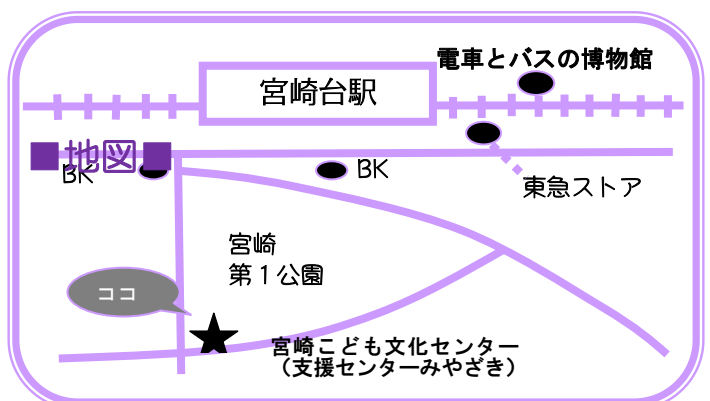 電車とバスの博物館
宮崎台駅
■地図■
BK
BK
東急ストア
宮崎
第１公園
ココ
宮崎こども文化センター
（支援センターみやざき）